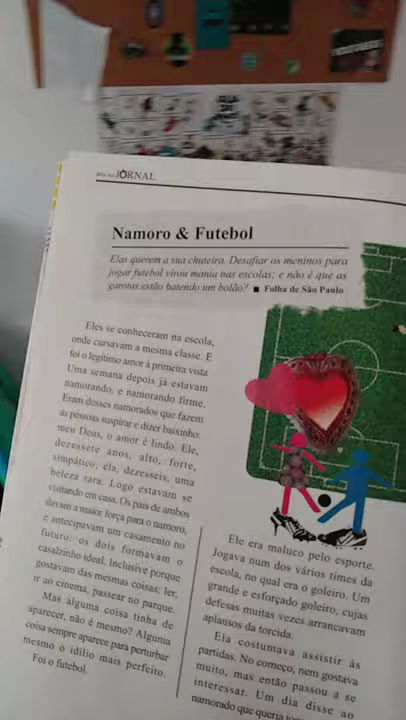 deu no JORNAL
Namoro & Futebol
Elas querem a sua chuteira. Desafiar os meninos para
jogar futebol virou mania nas escolas; e não é que as
garotas estão batendo um bolão? ■ Folha de São Paulo
Eles se conheceram na escola,
onde cursavam a mesma classe. E
foi o legítimo amor à primeira vista
Uma semana depois já estavam
namorando, e namorando firme.
Eram desses namorados que fazem
as pessoas suspirar e dizer baixinho:
meu Deus, o amor é lindo. Ele,
dezessete anos, alto, forte,
simpático; ela, dezesseis, uma
beleza rara. Logo estavam se
visitando em casa. Os pais de ambos
davam a maior força para o namoro,
e antecipavam um casamento no
futuro: os dois formavam o
casalzinho ideal. Inclusive porque
gostavam das mesmas coisas: ler,
ir ao cinema, passear no parque.
Mas alguma coisa tinha de
aparecer, não é mesmo? Alguma
coisa sempre aparece para perturbar
mesmo o idílio mais perfeito.
Foi o futebol.
Ele era maluco pelo esporte.
Jogava num dos vários times da
escola, no qual era o goleiro. Um
grande e esforçado goleiro, cujas
defesas muitas vezes arrancavam
aplausos da torcida.
Ela costumava assistir às
partidas. No começo, nem gostava
muito, mas então passou a se
interessar. Um dia disse ao
namorado que queria